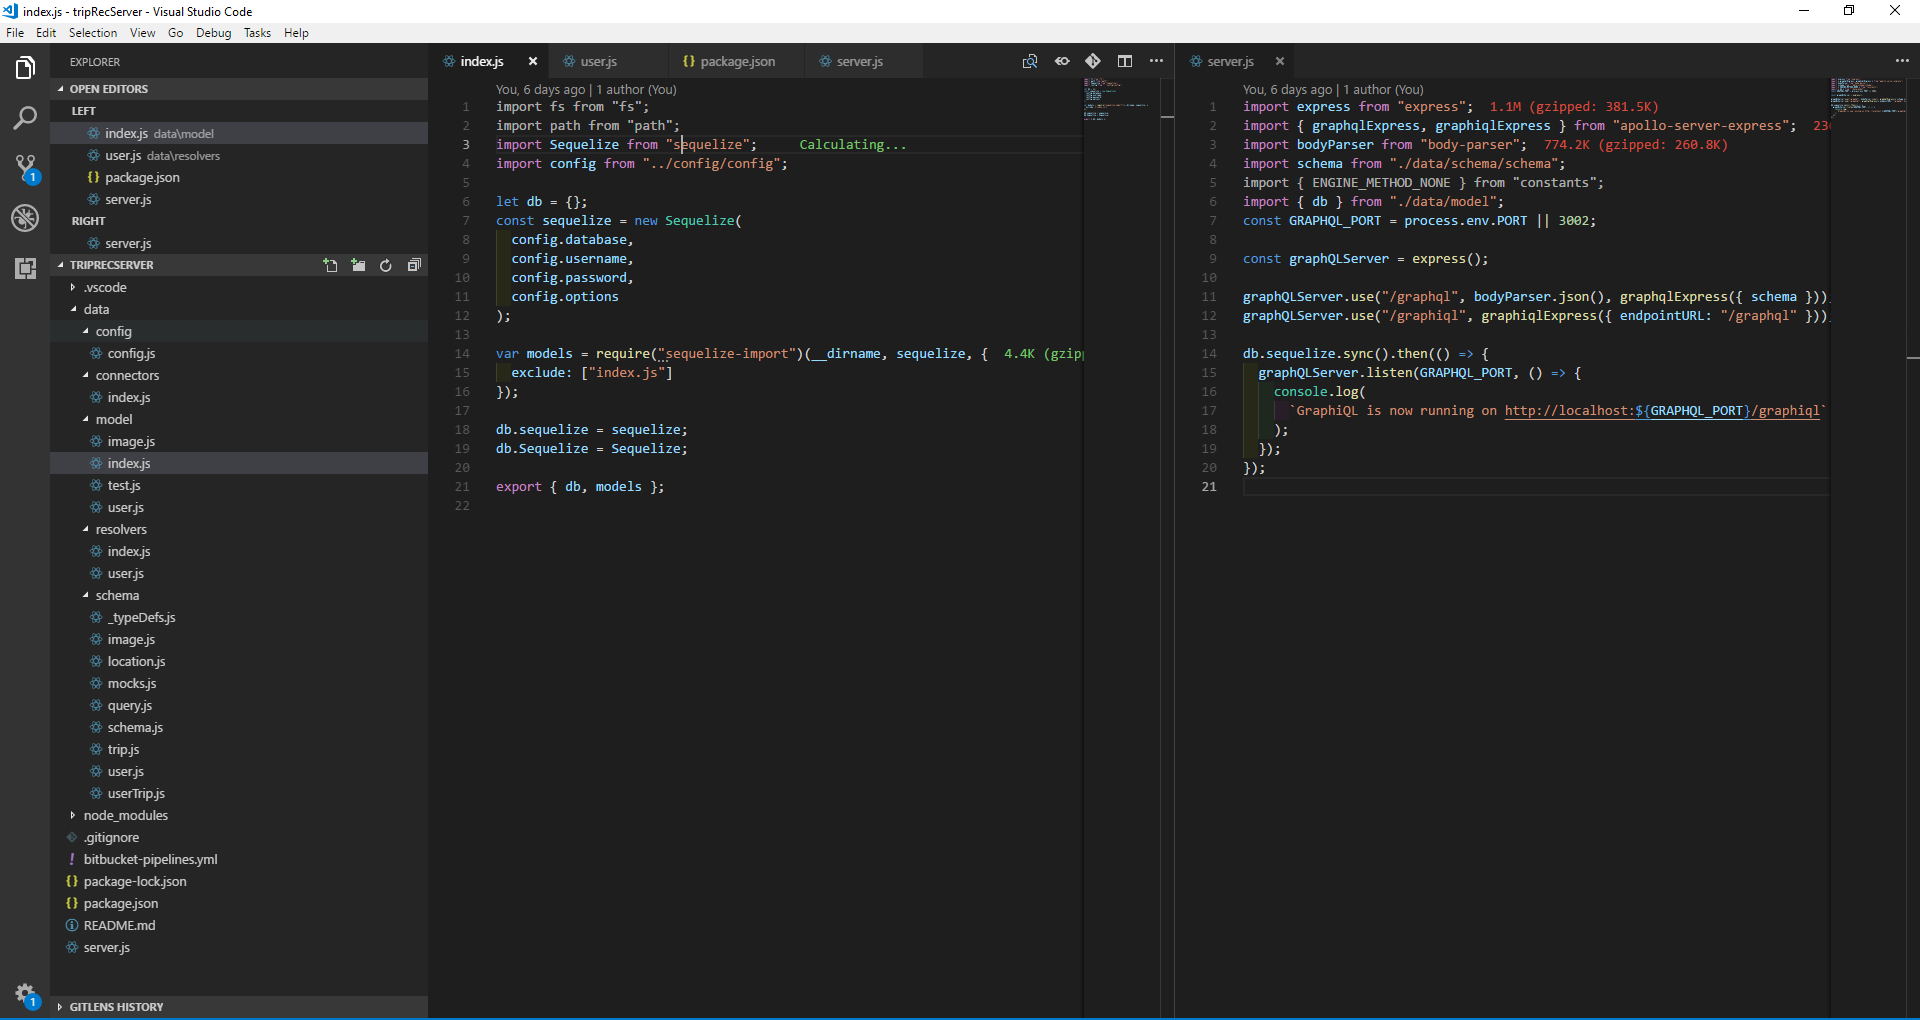 index.js - tripRecServer - Visual Studio Code
File Edit Selection View Go Debug Tasks Help
EXPLORER
OPEN EDITORS
LEFT
index.js data\model
user.js data\resolvers
{} package.json
server.js
RIGHT
server.js
TRIPRECSERVER
.vscode
data
config
config.js
connectors
index.js
model
image.js
index.js
test.js
user.js
resolvers
index.js
user.js
schema
_typeDefs.js
image.js
location.js
mocks.js
query.js
schema.js
trip.js
user.js
userTrip.js
node_modules
.gitignore
! bitbucket-pipelines.yml
{} package-lock.json
{} package.json
README.md
server.js
GITLENS HISTORY
1
1
index.js user.js {} package.json server.js
You, 6 days ago | 1 author (You)
1 import fs from "fs";
2 import path from "path";
3 import Sequelize from "sequelize"; Calculating...
4 import config from "../config/config";
5
6 let db = {};
7 const sequelize = new Sequelize(
8 config.database,
9 config.username,
10 config.password,
11 config.options
12 );
13
14 var models = require("sequelize-import")(__dirname, sequelize, { 4.4K (gzip
15 exclude: ["index.js"]
16 });
17
18 db.sequelize = sequelize;
19 db.Sequelize = Sequelize;
20
21 export { db, models };
22
server.js
You, 6 days ago | 1 author (You)
1 import express from "express"; 1.1M (gzipped: 381.5K)
2 import { graphqlExpress, graphiqlExpress } from "apollo-server-express"; 23
3 import bodyParser from "body-parser"; 774.2K (gzipped: 260.8K)
4 import schema from "./data/schema/schema";
5 import { ENGINE_METHOD_NONE } from "constants";
6 import { db } from "./data/model";
7 const GRAPHQL_PORT = process.env.PORT || 3002;
8
9 const graphQLServer = express();
10
11 graphQLServer.use("/graphql", bodyParser.json(), graphqlExpress({ schema }))
12 graphQLServer.use("/graphiql", graphiqlExpress({ endpointURL: "/graphql" }))
13
14 db.sequelize.sync().then(() => {
15 graphQLServer.listen(GRAPHQL_PORT, () => {
16 console.log(
17 `GraphiQL is now running on http://localhost:${GRAPHQL_PORT}/graphiql`
18 );
19 });
20 });
21